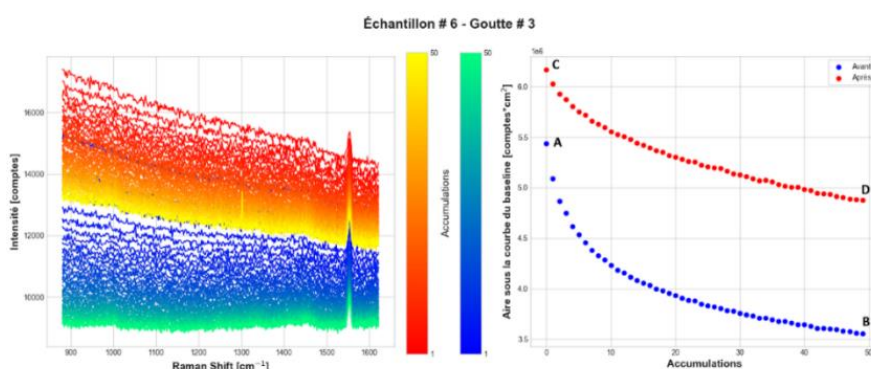 Échantillon # 6 - Goutte # 3
Intensité [comptes]
16000
14000
12000
10000
900
1000
1100
1200
1300
1400
1500
1600
Raman Shift [cm⁻¹]
50
1
Accumulations
50
1
1e6
Aire sous la courbe du baseline [comptes*cm²]
6.0
5.5
5.0
4.5
4.0
3.5
C
A
D
B
Avant
Après
0
10
20
30
40
50
Accumulations